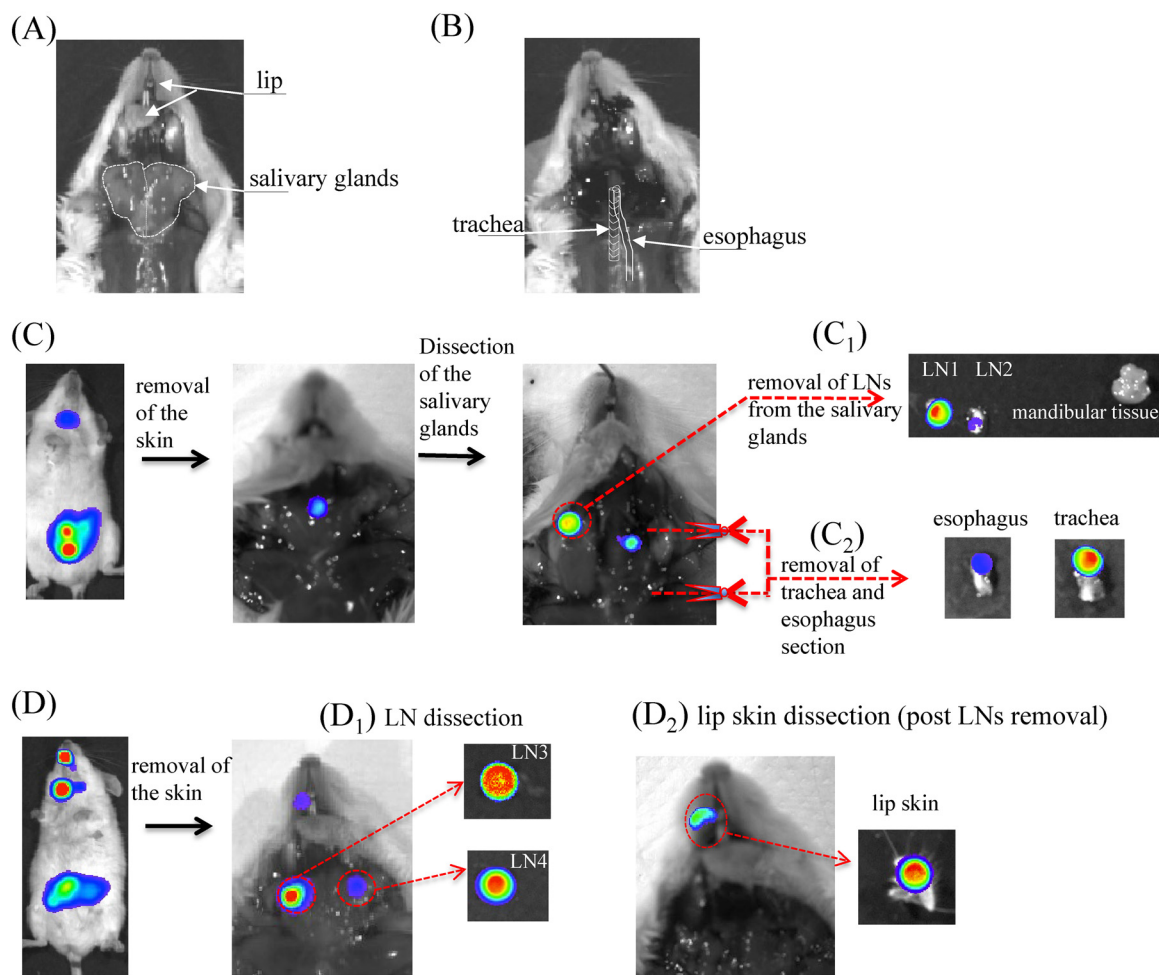 (A)
lip
salivary glands
(B)
trachea
esophagus
(C)
removal
of the
skin
Dissection
of the
salivary
glands
(C1)
removal of LNs
from the salivary
glands
LN1 LN2
mandibular tissue
(C2)
removal of
trachea and
esophagus
section
esophagus
trachea
(D)
removal of
the skin
(D1) LN dissection
LN3
LN4
(D2) lip skin dissection (post LNs removal)
lip skin